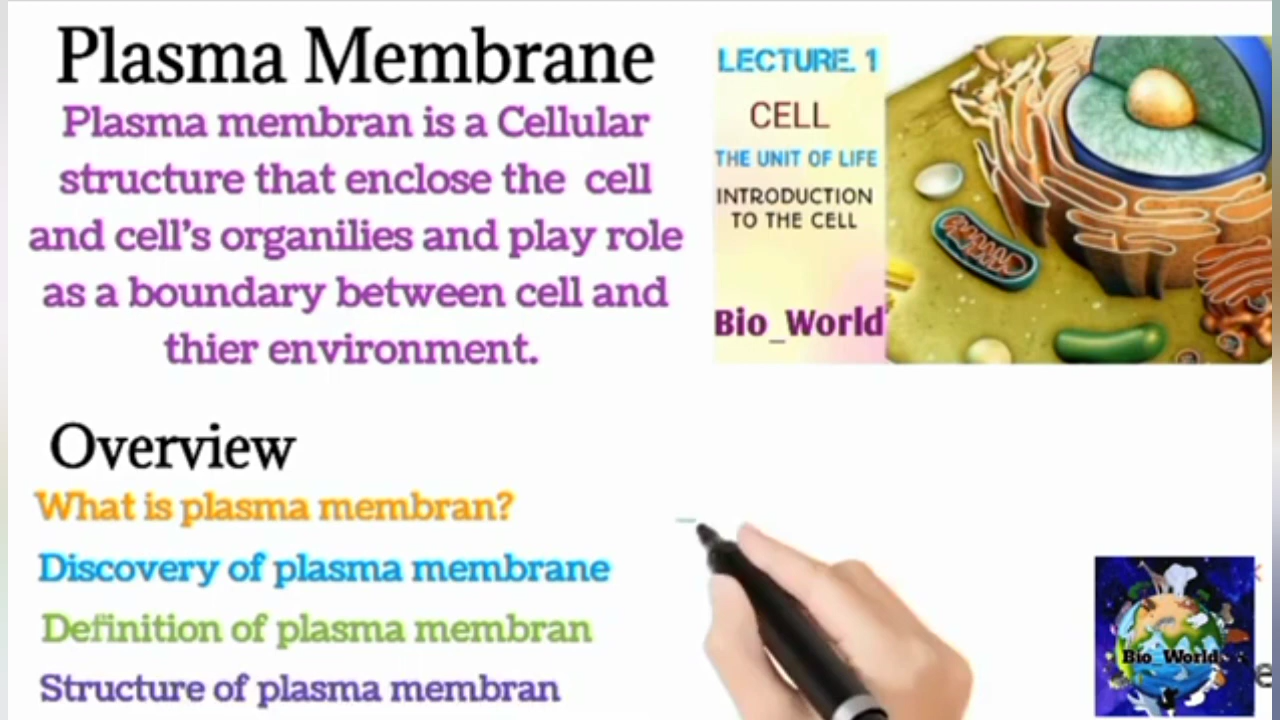 Plasma Membrane
Plasma membran is a Cellular
structure that enclose the cell
and cell's organilies and play role
as a boundary between cell and
thier environment.
LECTURE. 1
CELL
THE UNIT OF LIFE
INTRODUCTION
TO THE CELL
Bio_World
Overview
What is plasma membran?
Discovery of plasma membrane
Definition of plasma membran
Structure of plasma membran
Bio_World